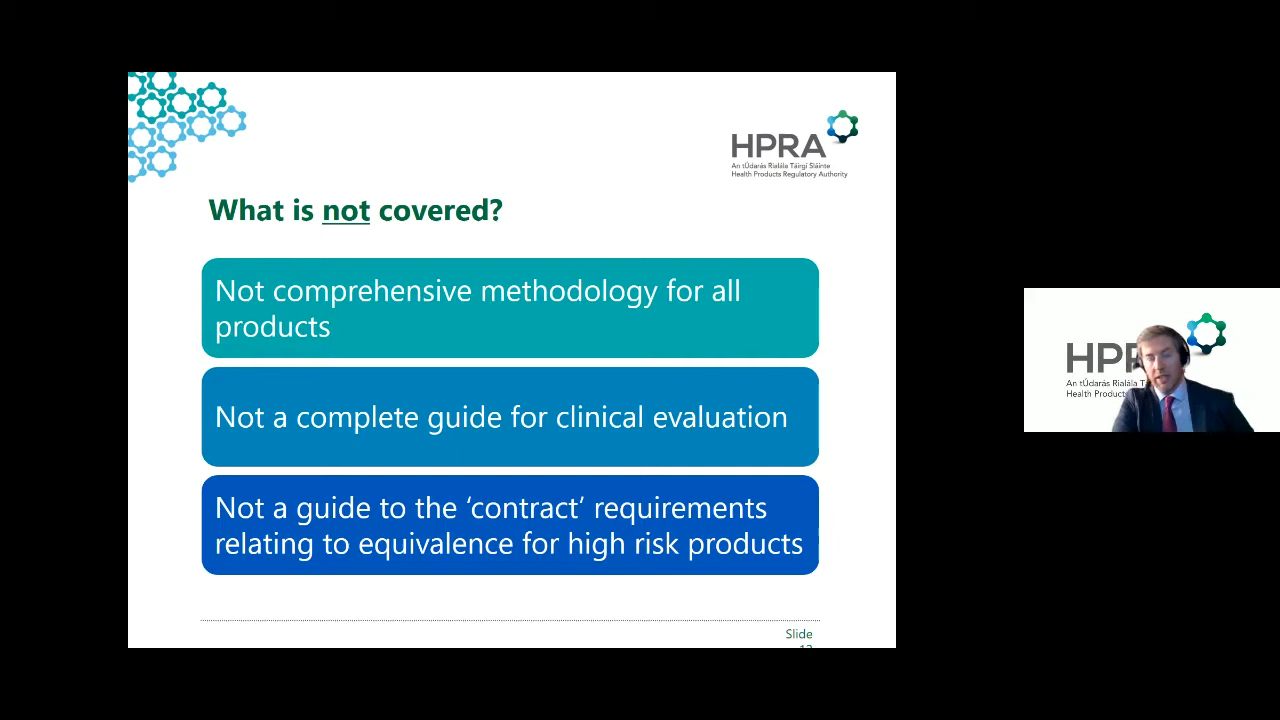 HPRA
An tÚdarás Rialála Táirgí Sláinte
Health Products Regulatory Authority
What is not covered?
Not comprehensive methodology for all
products
Not a complete guide for clinical evaluation
Not a guide to the ‘contract’ requirements
relating to equivalence for high risk products
Slide
An tÚdarás Rialála
Health Products